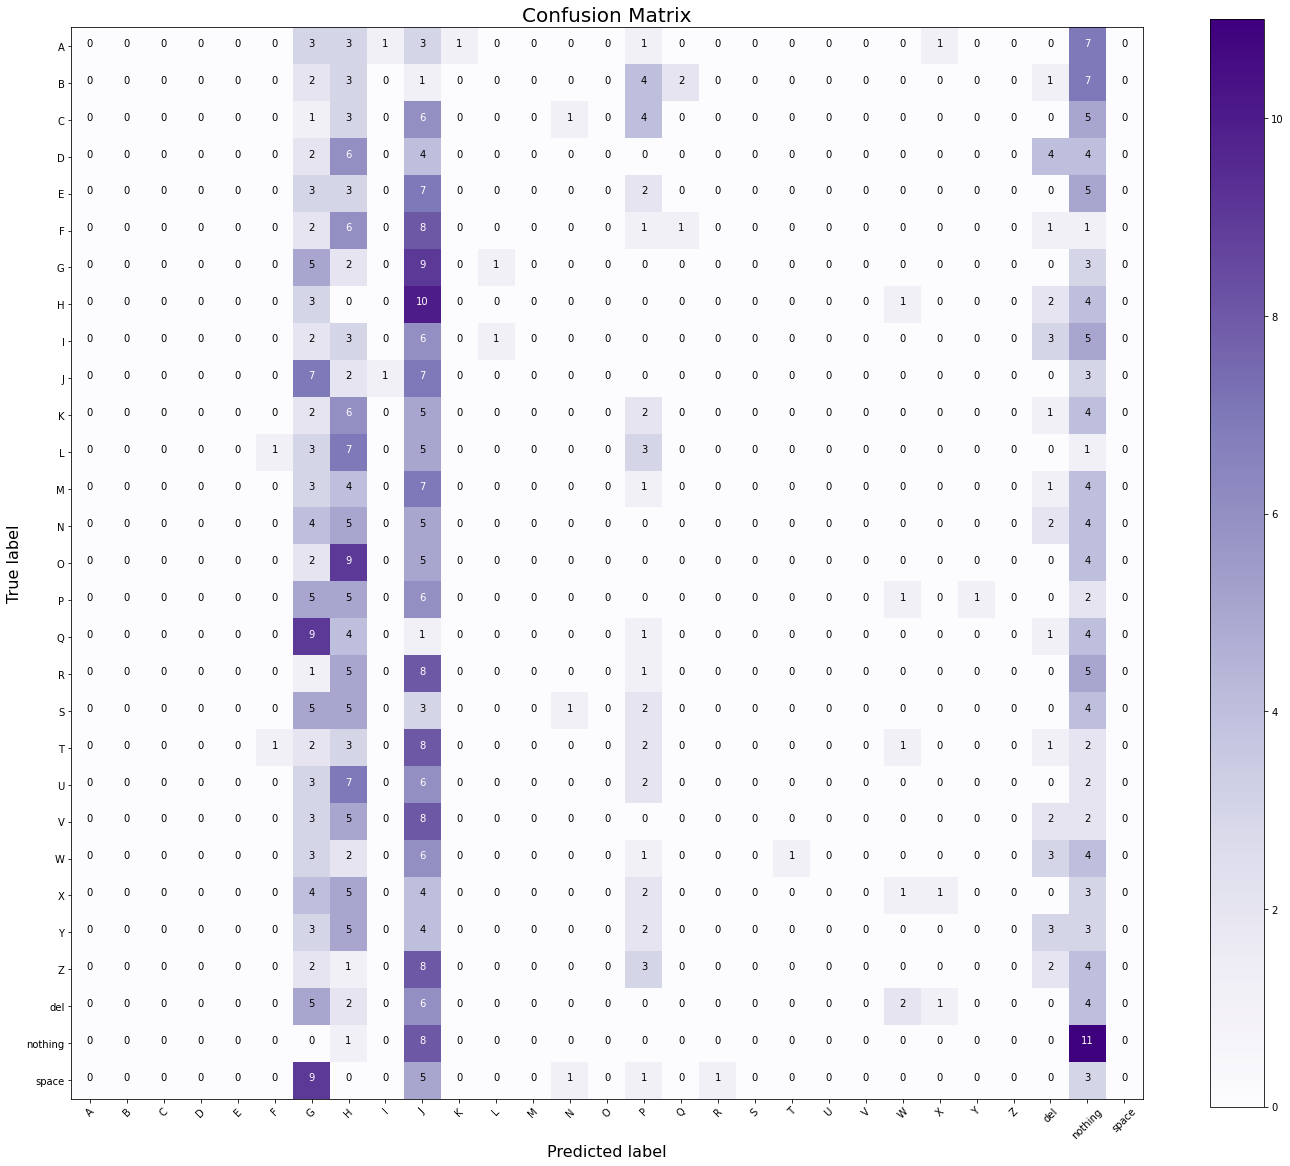 Confusion Matrix
A 0 0 0 0 0 0 3 3 1 3 1 0 0 0 0 1 0 0 0 0 0 0 0 1 0 0 0 7 0
B 0 0 0 0 0 0 2 3 0 1 0 0 0 0 0 4 2 0 0 0 0 0 0 0 0 0 1 7 0
C 0 0 0 0 0 0 1 3 0 6 0 0 0 1 0 4 0 0 0 0 0 0 0 0 0 0 0 5 0
D 0 0 0 0 0 0 2 6 0 4 0 0 0 0 0 0 0 0 0 0 0 0 0 0 0 0 4 4 0
E 0 0 0 0 0 0 3 3 0 7 0 0 0 0 0 2 0 0 0 0 0 0 0 0 0 0 0 5 0
F 0 0 0 0 0 0 2 6 0 8 0 0 0 0 0 1 1 0 0 0 0 0 0 0 0 0 1 1 0
G 0 0 0 0 0 0 5 2 0 9 0 1 0 0 0 0 0 0 0 0 0 0 0 0 0 0 0 3 0
H 0 0 0 0 0 0 3 0 0 10 0 0 0 0 0 0 0 0 0 0 0 0 1 0 0 0 2 4 0
I 0 0 0 0 0 0 2 3 0 6 0 1 0 0 0 0 0 0 0 0 0 0 0 0 0 0 3 5 0
J 0 0 0 0 0 0 7 2 1 7 0 0 0 0 0 0 0 0 0 0 0 0 0 0 0 0 0 3 0
K 0 0 0 0 0 0 2 6 0 5 0 0 0 0 0 2 0 0 0 0 0 0 0 0 0 0 1 4 0
L 0 0 0 0 0 1 3 7 0 5 0 0 0 0 0 3 0 0 0 0 0 0 0 0 0 0 0 1 0
M 0 0 0 0 0 0 3 4 0 7 0 0 0 0 0 1 0 0 0 0 0 0 0 0 0 0 1 4 0
N 0 0 0 0 0 0 4 5 0 5 0 0 0 0 0 0 0 0 0 0 0 0 0 0 0 0 2 4 0
O 0 0 0 0 0 0 2 9 0 5 0 0 0 0 0 0 0 0 0 0 0 0 0 0 0 0 0 4 0
P 0 0 0 0 0 0 5 5 0 6 0 0 0 0 0 0 0 0 0 0 0 0 1 0 1 0 0 2 0
Q 0 0 0 0 0 0 9 4 0 1 0 0 0 0 0 1 0 0 0 0 0 0 0 0 0 0 1 4 0
R 0 0 0 0 0 0 1 5 0 8 0 0 0 0 0 1 0 0 0 0 0 0 0 0 0 0 0 5 0
S 0 0 0 0 0 0 5 5 0 3 0 0 0 1 0 2 0 0 0 0 0 0 0 0 0 0 0 4 0
T 0 0 0 0 0 1 2 3 0 8 0 0 0 0 0 2 0 0 0 0 0 0 1 0 0 0 1 2 0
U 0 0 0 0 0 0 3 7 0 6 0 0 0 0 0 2 0 0 0 0 0 0 0 0 0 0 0 2 0
V 0 0 0 0 0 0 3 5 0 8 0 0 0 0 0 0 0 0 0 0 0 0 0 0 0 0 2 2 0
W 0 0 0 0 0 0 3 2 0 6 0 0 0 0 0 1 0 0 0 1 0 0 0 0 0 0 3 4 0
X 0 0 0 0 0 0 4 5 0 4 0 0 0 0 0 2 0 0 0 0 0 0 1 1 0 0 0 3 0
Y 0 0 0 0 0 0 3 5 0 4 0 0 0 0 0 2 0 0 0 0 0 0 0 0 0 0 3 3 0
Z 0 0 0 0 0 0 2 1 0 8 0 0 0 0 0 3 0 0 0 0 0 0 0 0 0 0 2 4 0
del 0 0 0 0 0 0 5 2 0 6 0 0 0 0 0 0 0 0 0 0 0 0 2 1 0 0 0 4 0
nothing 0 0 0 0 0 0 0 1 0 8 0 0 0 0 0 0 0 0 0 0 0 0 0 0 0 0 0 11 0
space 0 0 0 0 0 0 9 0 0 5 0 0 0 1 0 1 0 1 0 0 0 0 0 0 0 0 0 3 0
A B C D E F G H I J K L M N O P Q R S T U V W X Y Z del nothing space
Predicted label
True label
10
8
6
4
2
0